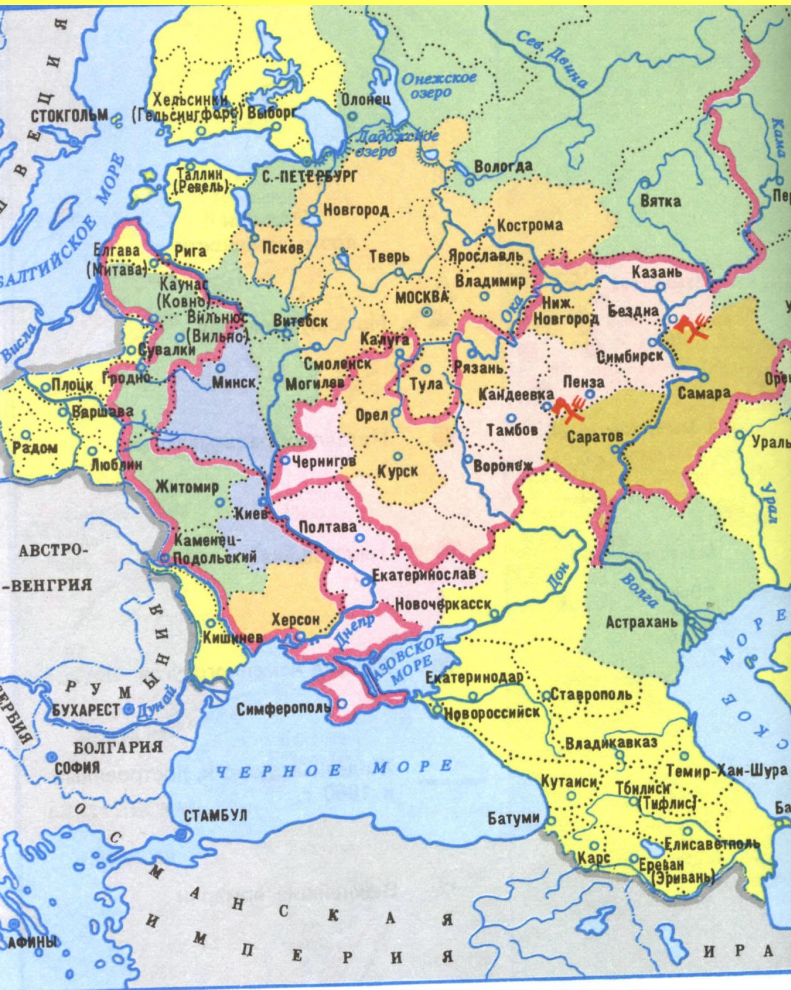 ШВЕЦИЯ
СТОКГОЛЬМ
Хельсинки
(Гельсингфорс)
Выборг
Олонец
Онежское
озеро
Сев. Двина
Ладожское
озеро
Кама
Таллин
(Ревель)
С.-ПЕТЕРБУРГ
Вологда
Вятка
БАЛТИЙСКОЕ МОРЕ
Новгород
Псков
Кострома
Елгава
(Митава)
Рига
Тверь
Ярославль
Казань
Каунас
(Ковно)
МОСКВА
Владимир
Ока
Ниж.
Новгород
Бездна
Висла
Вильнюс
(Вильно)
Витебск
Калуга
Симбирск
Сувалки
Смоленск
Рязань
Гродно
Минск
Могилев
Тула
Кандеевка
Пенза
Самара
Плоцк
Варшава
Орел
Тамбов
Саратов
Радом
Люблин
Чернигов
Курск
Воронеж
Житомир
Киев
Полтава
Урал
АВСТРО-
-ВЕНГРИЯ
Каменец-
Подольский
Екатеринослав
Дон
Волга
Новочеркасск
Херсон
Днепр
Астрахань
Кишинев
АЗОВСКОЕ
МОРЕ
РУМЫНИЯ
БУХАРЕСТ
Дунай
Симферополь
Екатеринодар
Ставрополь
Новороссийск
БОЛГАРИЯ
СОФИЯ
Владикавказ
ЧЕРНОЕ МОРЕ
Темир-Хан-Шура
Кутаиси
Тбилиси
(Тифлис)
СТАМБУЛ
Батуми
Елисаветполь
Карс
Ереван
(Эривань)
ОСМАНСКАЯ
ИМПЕРИЯ
АФИНЫ
ИРА